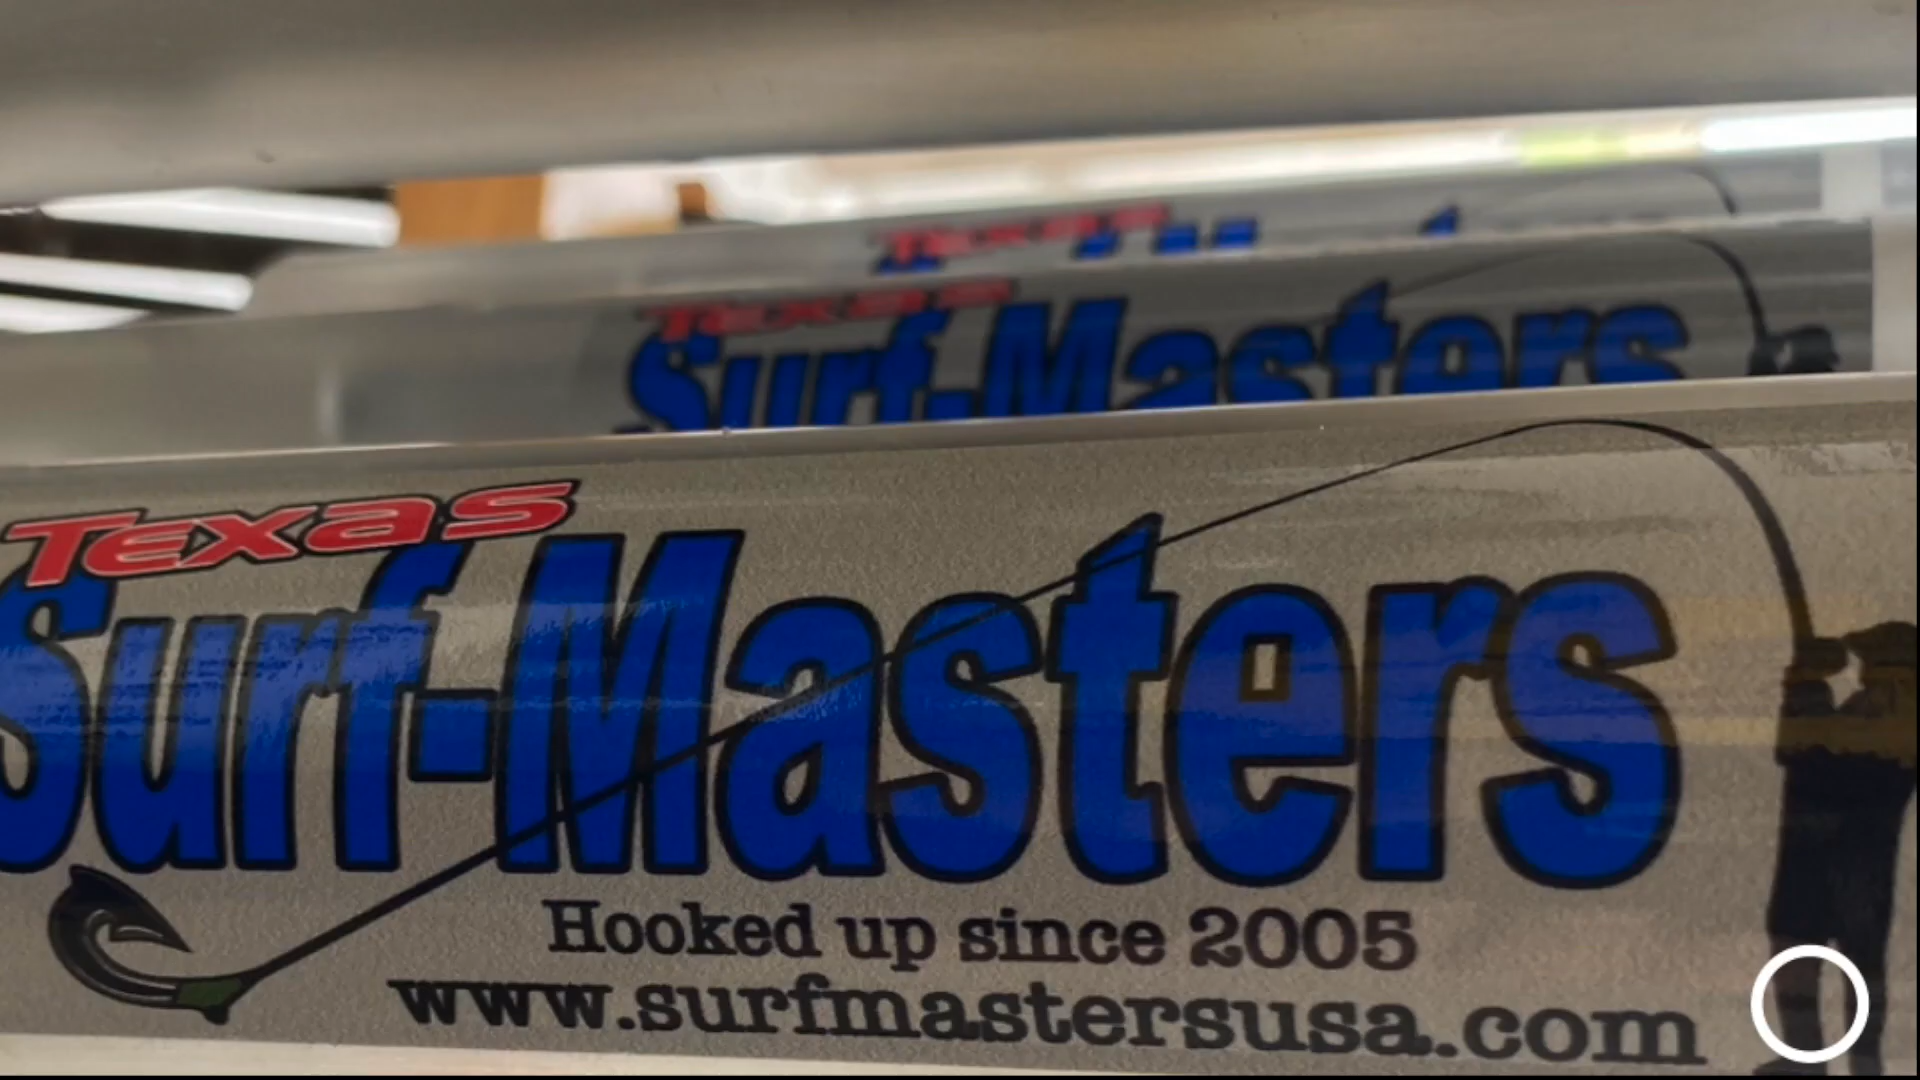 Texas
Surf-Masters
Texas
Surf-Masters
Hooked up since 2005
www.surfmastersusa.com